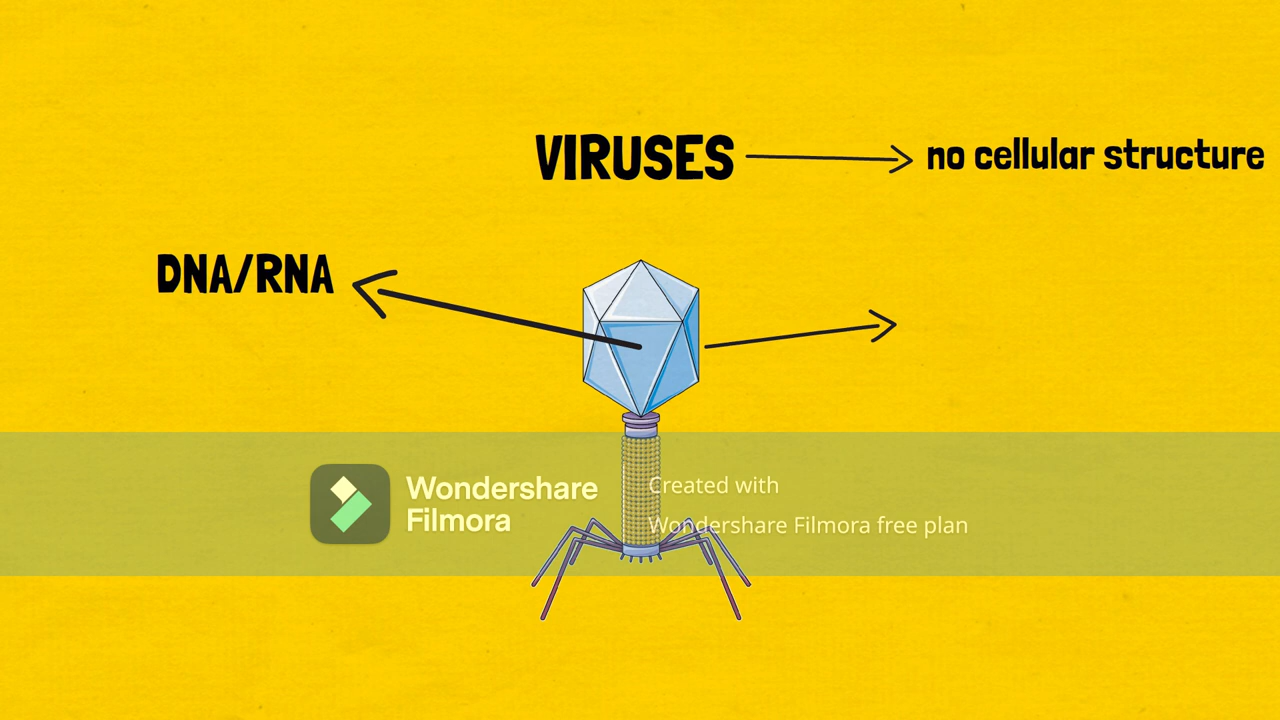 VIRUSES
no cellular structure
DNA/RNA
Wondershare
Filmora
Created with
Wondershare Filmora free plan